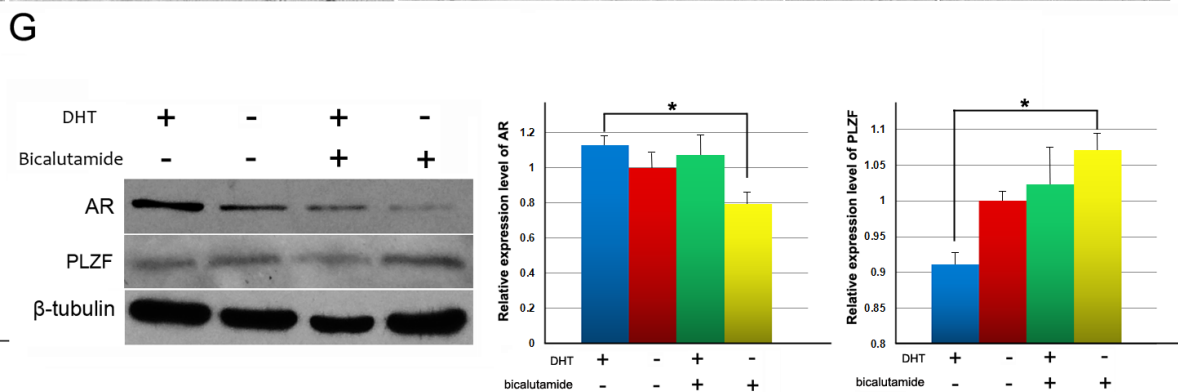 G
DHT + - + -
Bicalutamide - - + +
AR
PLZF
β-tubulin
Relative expression level of AR
1.2
1
0.8
0.6
0.4
0.2
0
*
DHT + - + -
bicalutamide - - + +
Relative expression level of PLZF
1.1
1.05
1
0.95
0.9
0.85
0.8
*
DHT + - + -
bicalutamide - - + +